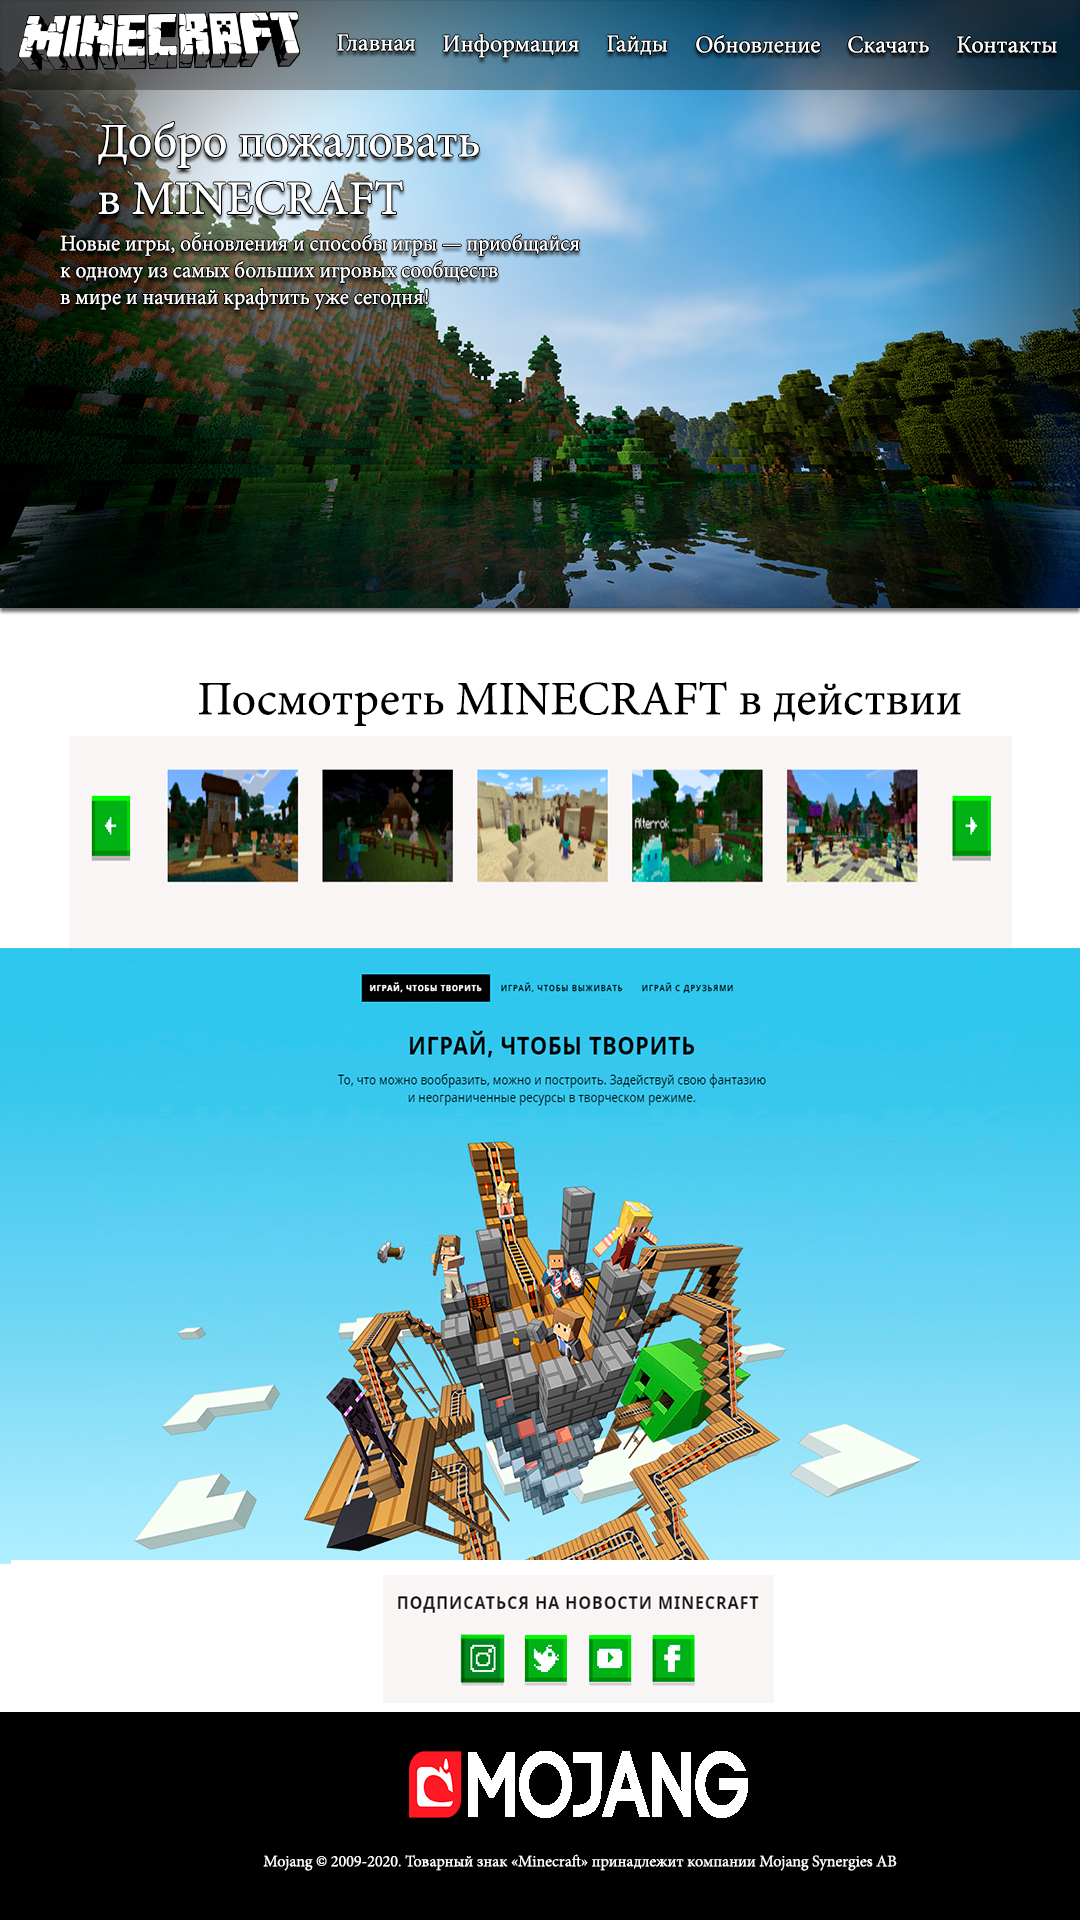 MINECRAFT
Главная Информация Гайды Обновление Скачать Контакты
Добро пожаловать
в MINECRAFT
Новые игры, обновления и способы игры — приобщайся
к одному из самых больших игровых сообществ
в мире и начинай крафтить уже сегодня!
Посмотреть MINECRAFT в действии
Alterrok
ИГРАЙ, ЧТОБЫ ТВОРИТЬ ИГРАЙ, ЧТОБЫ ВЫЖИВАТЬ ИГРАЙ С ДРУЗЬЯМИ
ИГРАЙ, ЧТОБЫ ТВОРИТЬ
То, что можно вообразить, можно и построить. Задействуй свою фантазию
и неограниченные ресурсы в творческом режиме.
ПОДПИСАТЬСЯ НА НОВОСТИ MINECRAFT
MOJANG
Mojang © 2009-2020. Товарный знак «Minecraft» принадлежит компании Mojang Synergies AB